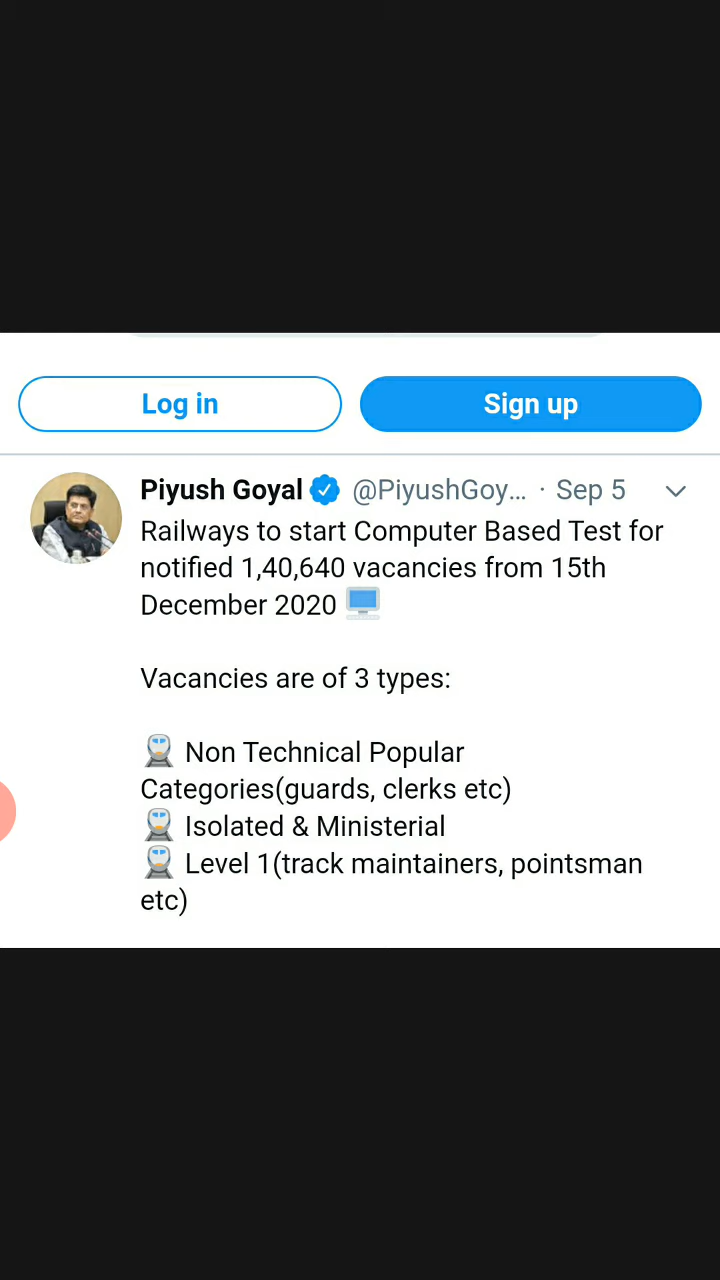 Log in
Sign up
Piyush Goyal @PiyushGoy... · Sep 5
Railways to start Computer Based Test for
notified 1,40,640 vacancies from 15th
December 2020
Vacancies are of 3 types:
Non Technical Popular
Categories(guards, clerks etc)
Isolated & Ministerial
Level 1(track maintainers, pointsman
etc)